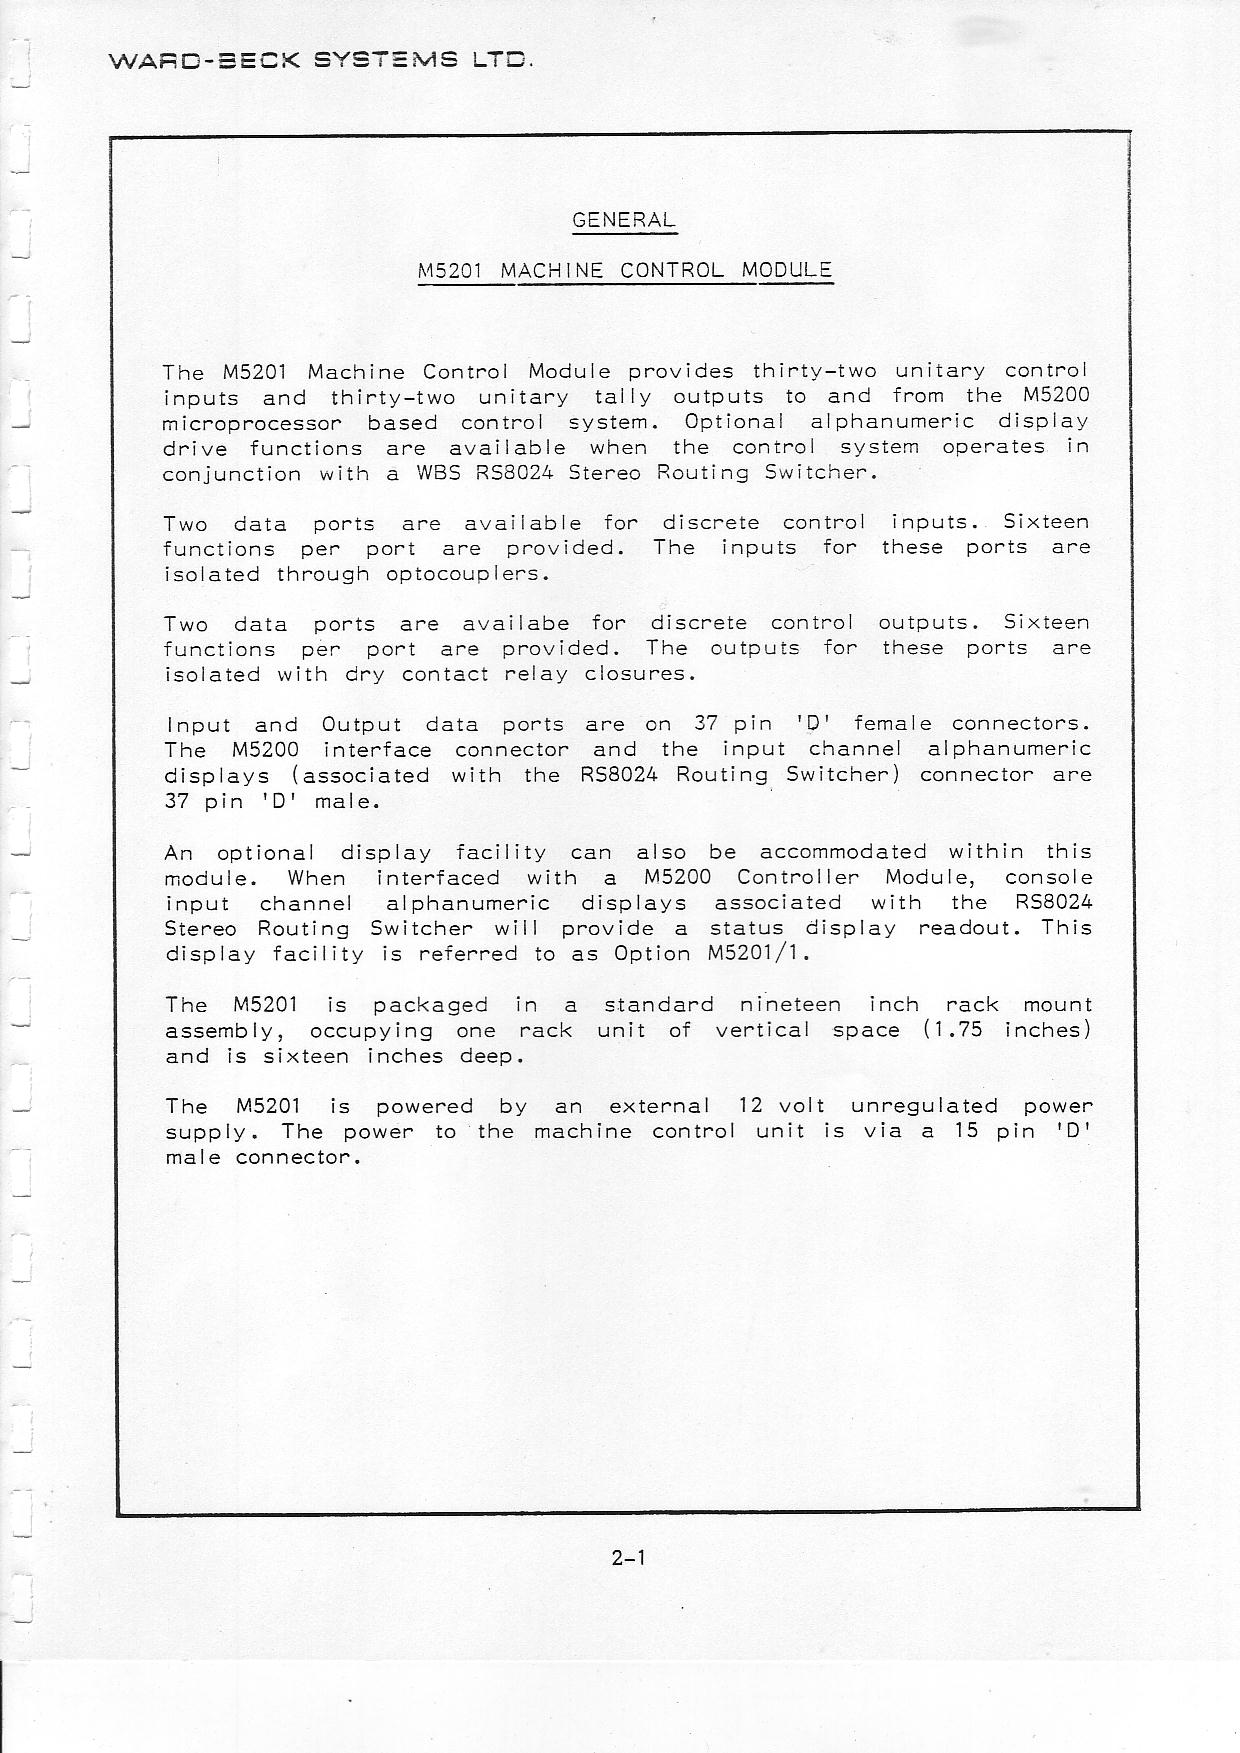 WARD-BECK SYSTEMS LTD.
GENERAL
M5201 MACHINE CONTROL MODULE
The M5201 Machine Control Module provides thirty-two unitary control
inputs and thirty-two unitary tally outputs to and from the M5200
microprocessor based control system. Optional alphanumeric display
drive functions are available when the control system operates in
conjunction with a WBS RS8024 Stereo Routing Switcher.
Two data ports are available for discrete control inputs. Sixteen
functions per port are provided. The inputs for these ports are
isolated through optocouplers.
Two data ports are availabe for discrete control outputs. Sixteen
functions per port are provided. The outputs for these ports are
isolated with dry contact relay closures.
Input and Output data ports are on 37 pin 'D' female connectors.
The M5200 interface connector and the input channel alphanumeric
displays (associated with the RS8024 Routing Switcher) connector are
37 pin 'D' male.
An optional display facility can also be accommodated within this
module. When interfaced with a M5200 Controller Module, console
input channel alphanumeric displays associated with the RS8024
Stereo Routing Switcher will provide a status display readout. This
display facility is referred to as Option M5201/1.
The M5201 is packaged in a standard nineteen inch rack mount
assembly, occupying one rack unit of vertical space (1.75 inches)
and is sixteen inches deep.
The M5201 is powered by an external 12 volt unregulated power
supply. The power to the machine control unit is via a 15 pin 'D'
male connector.
2-1